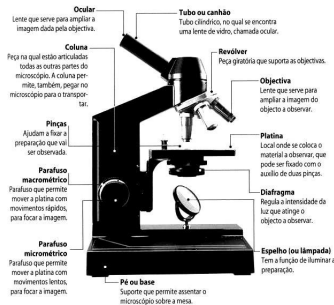 Ocular
Lente que serve para ampliar a
imagem dada pela objectiva.
Coluna
Peça na qual estão articuladas
todas as outras partes do
microscópio. A coluna per-
mite, também, pegar no
microscópio para o transpor-
tar.
Pinças
Ajudam a fixar a
preparação que vai
ser observada.
Parafuso
macrométrico
Parafuso que permite
mover a platina com
movimentos rápidos,
para focar a imagem.
Parafuso
micrométrico
Parafuso que permite
mover a platina com
movimentos lentos,
para focar a imagem.
Tubo ou canhão
Tubo cilíndrico, no qual se encontra
uma lente de vidro, chamada ocular.
Revólver
Peça giratória que suporta as objectivas.
Objectiva
Lente que serve para
ampliar a imagem do
objecto a observar.
Platina
Local onde se coloca o
material a observar, que
pode ser fixado com o
auxílio de duas pinças.
Diafragma
Regula a intensidade da
luz que atinge o
objecto a observar.
Espelho (ou lâmpada)
Tem a função de iluminar a
preparação.
Pé ou base
Suporte que permite assentar o
microscópio sobre a mesa.